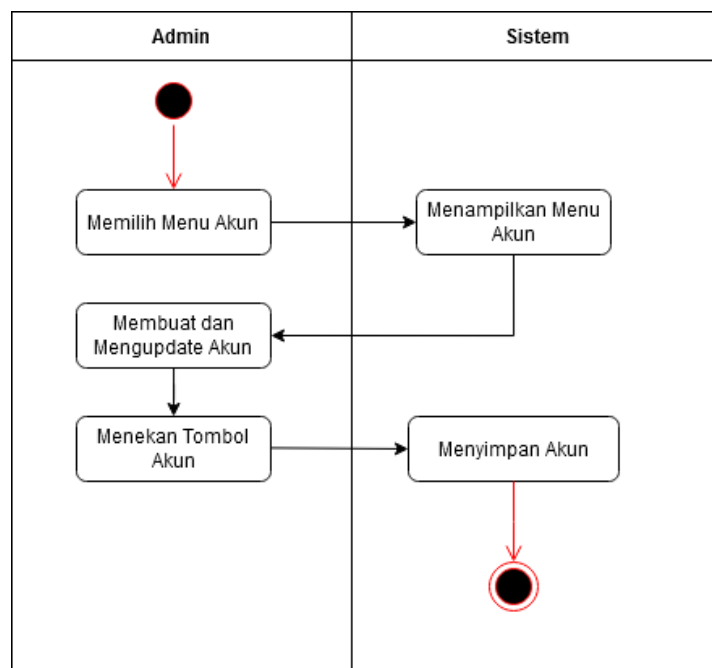 Admin
Sistem
Memilih Menu Akun
Menampilkan Menu
Akun
Membuat dan
Mengupdate Akun
Menekan Tombol
Akun
Menyimpan Akun